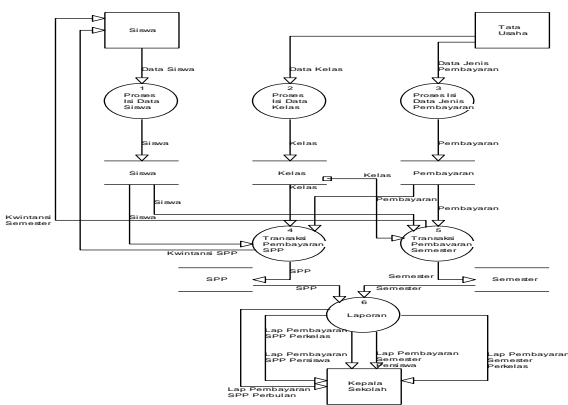 Siswa
Tata
Usaha
Data Siswa
Data Kelas
Data Jenis
Pembayaran
1
Proses
Isi Data
Siswa
2
Proses
Isi Data
Kelas
3
Proses Isi
Data Jenis
Pembayaran
Siswa
Kelas
Pembayaran
Siswa
Kelas
Kelas
Pembayaran
Kelas
Siswa
Pembayaran
Pembayaran
Kwintansi
Semester
Siswa
Kwintansi SPP
4
Transaksi
Pembayaran
SPP
5
Transaksi
Pembayaran
Semester
SPP
SPP
SPP
Semester
Semester
Semester
6
Laporan
Lap Pembayaran
SPP Perkelas
Lap Pembayaran
SPP Persiswa
Lap Pembayaran
Semester
Persiswa
Lap Pembayaran
Semester
Perkelas
Lap Pembayaran
SPP Perbulan
Kepala
Sekolah